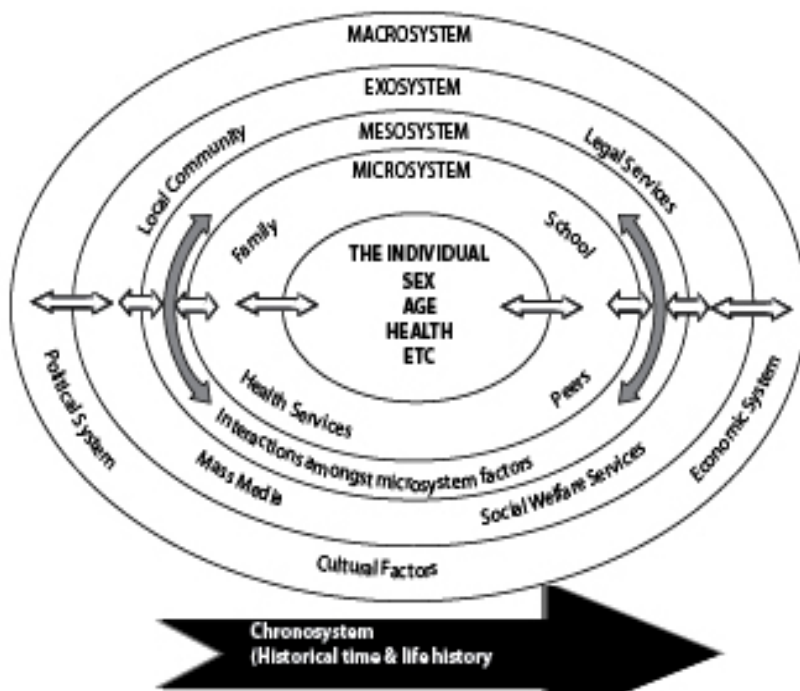 MACROSYSTEM
EXOSYSTEM
MESOSYSTEM
MICROSYSTEM
Local Community
Legal Services
Family
School
THE INDIVIDUAL
SEX
AGE
HEALTH
ETC
Health Services
Peers
Interactions amongst microsystem factors
Political System
Economic System
Mass Media
Social Welfare Services
Cultural Factors
Chronosystem
(Historical time & life history